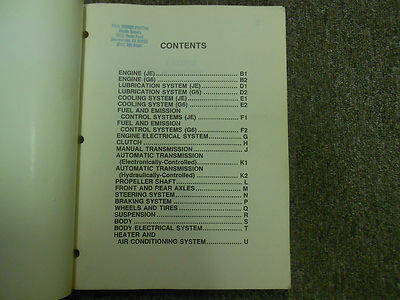 CONTENTS
ENGINE (JE) B1
ENGINE (G6) B2
LUBRICATION SYSTEM (JE) D1
LUBRICATION SYSTEM (G6) D2
COOLING SYSTEM (JE) E1
COOLING SYSTEM (G6) E2
FUEL AND EMISSION
CONTROL SYSTEMS (JE) F1
FUEL AND EMISSION
CONTROL SYSTEMS (G6) F2
ENGINE ELECTRICAL SYSTEM G
CLUTCH H
MANUAL TRANSMISSION J
AUTOMATIC TRANSMISSION
(Electronically-Controlled) K1
AUTOMATIC TRANSMISSION
(Hydraulically-Controlled) K2
PROPELLER SHAFT L
FRONT AND REAR AXLES M
STEERING SYSTEM N
BRAKING SYSTEM P
WHEELS AND TIRES Q
SUSPENSION R
BODY S
BODY ELECTRICAL SYSTEM T
HEATER AND
AIR CONDITIONING SYSTEM U